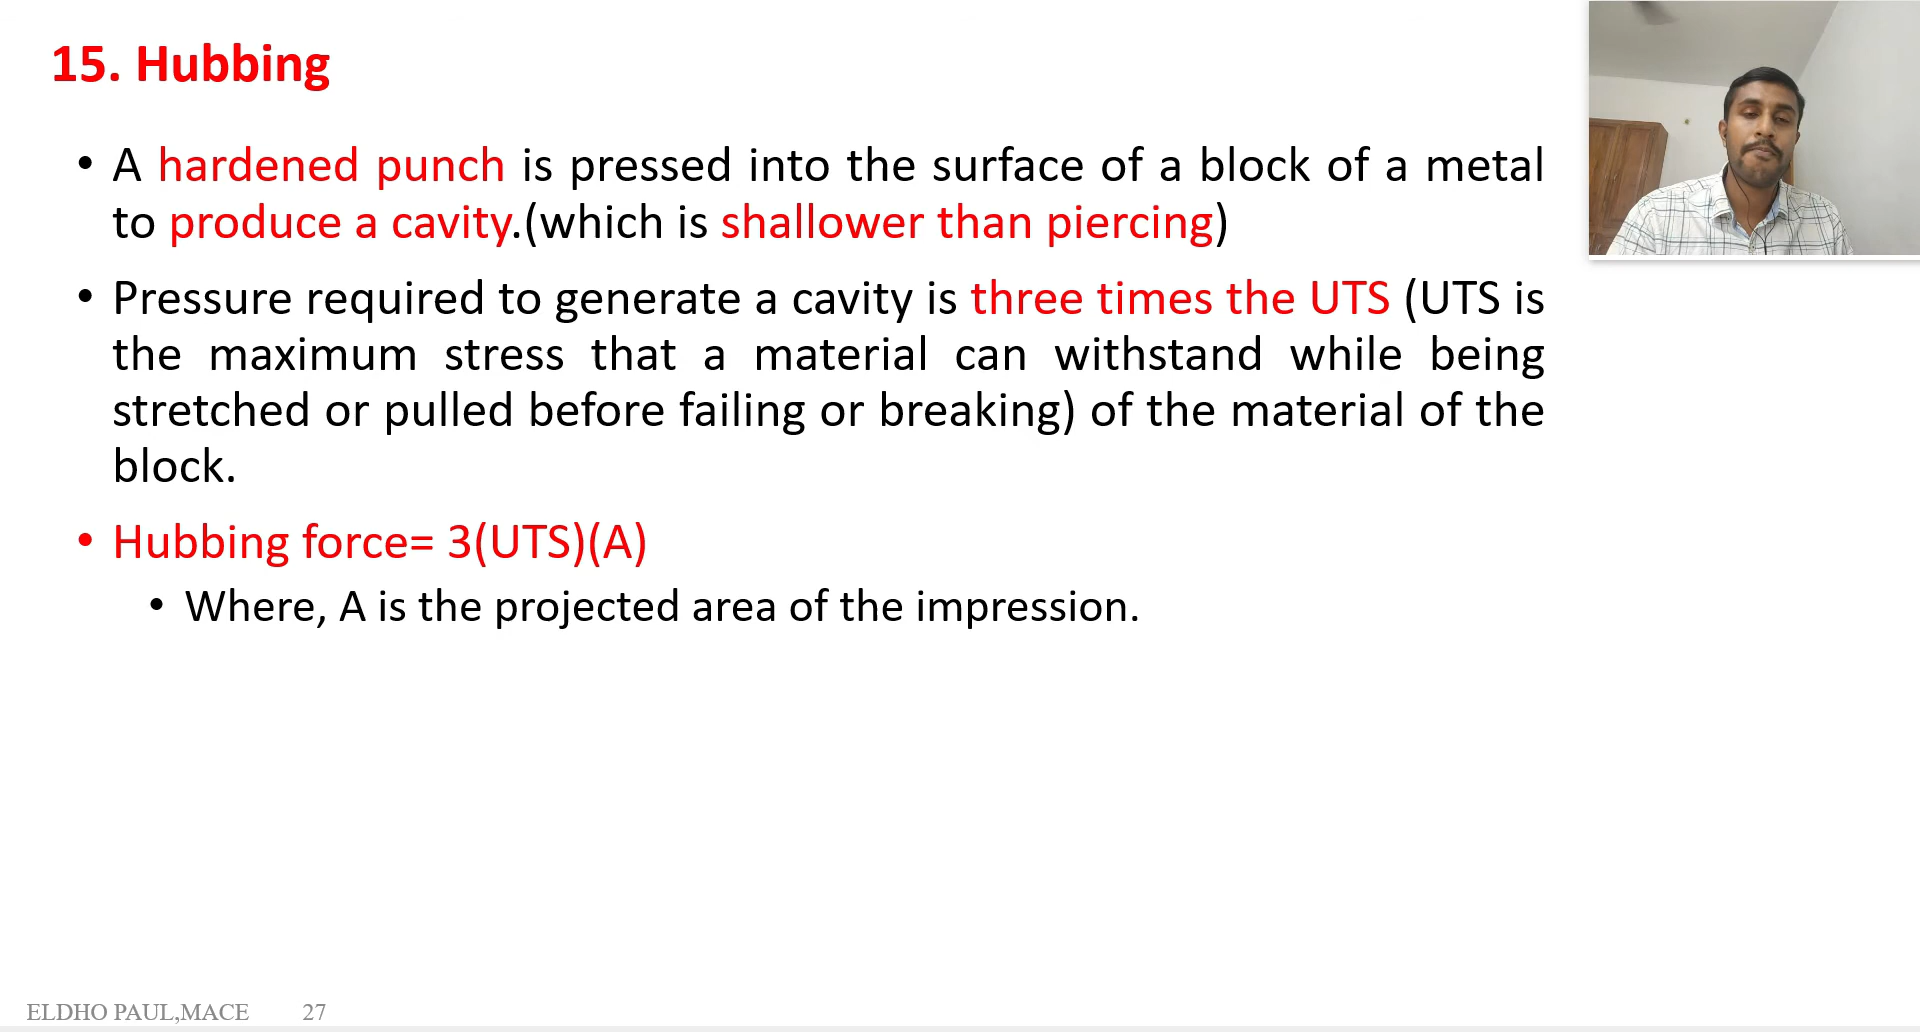 15. Hubbing
• A hardened punch is pressed into the surface of a block of a metal
to produce a cavity.(which is shallower than piercing)
• Pressure required to generate a cavity is three times the UTS (UTS is
the maximum stress that a material can withstand while being
stretched or pulled before failing or breaking) of the material of the
block.
• Hubbing force= 3(UTS)(A)
• Where, A is the projected area of the impression.
ELDHO PAUL,MACE 27